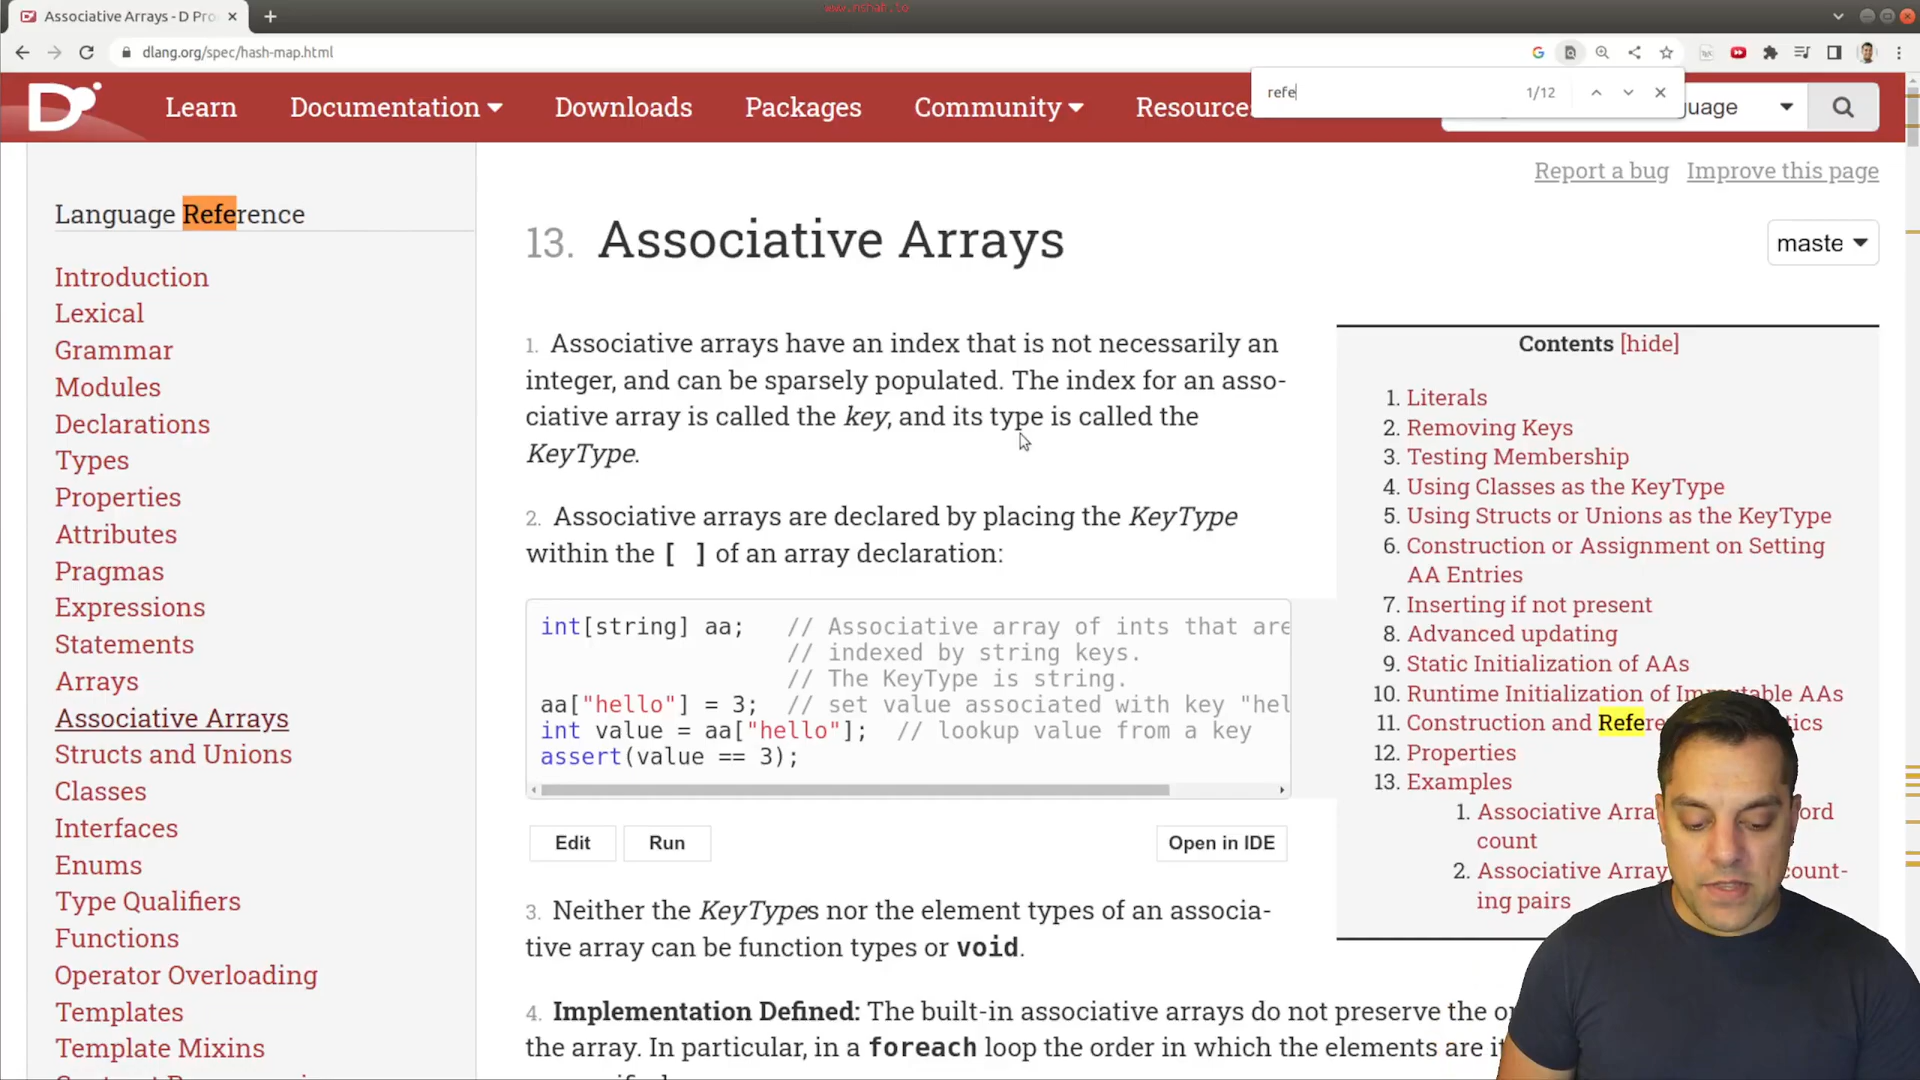 Associative Arrays - D Pro
www.nshab.ie
dlang.org/spec/hash-map.html
refe
1/12
Learn
Documentation
Downloads
Packages
Community
Resources
guage
Report a bug
Improve this page
Language Reference
Introduction
Lexical
Grammar
Modules
Declarations
Types
Properties
Attributes
Pragmas
Expressions
Statements
Arrays
Associative Arrays
Structs and Unions
Classes
Interfaces
Enums
Type Qualifiers
Functions
Operator Overloading
Templates
Template Mixins
13. Associative Arrays
maste
1. Associative arrays have an index that is not necessarily an
integer, and can be sparsely populated. The index for an asso-
ciative array is called the key, and its type is called the
KeyType.
2. Associative arrays are declared by placing the KeyType
within the [ ] of an array declaration:
int[string] aa;   // Associative array of ints that are
// indexed by string keys.
// The KeyType is string.
aa["hello"] = 3;  // set value associated with key "hel
int value = aa["hello"];  // lookup value from a key
assert(value == 3);
Edit
Run
Open in IDE
3. Neither the KeyTypes nor the element types of an associa-
tive array can be function types or void.
4. Implementation Defined: The built-in associative arrays do not preserve the o
the array. In particular, in a foreach loop the order in which the elements are it
Contents [hide]
1. Literals
2. Removing Keys
3. Testing Membership
4. Using Classes as the KeyType
5. Using Structs or Unions as the KeyType
6. Construction or Assignment on Setting
AA Entries
7. Inserting if not present
8. Advanced updating
9. Static Initialization of AAs
10. Runtime Initialization of Immutable AAs
11. Construction and Refere tics
12. Properties
13. Examples
1. Associative Arra ord
count
2. Associative Array count-
ing pairs